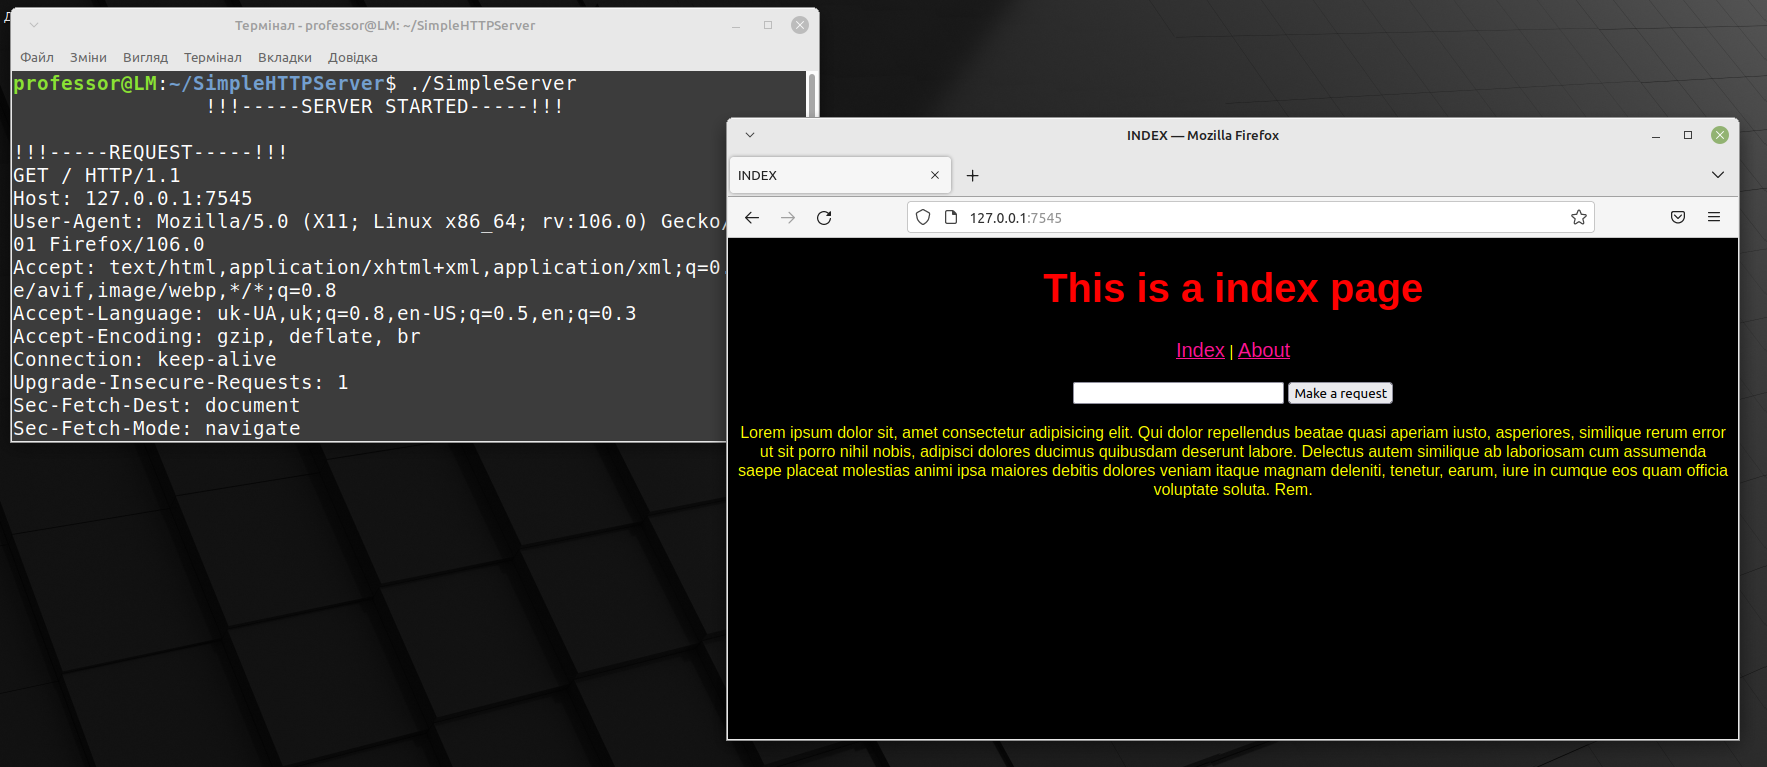 Термінал - professor@LM: ~/SimpleHTTPServer
Файл Зміни Вигляд Термінал Вкладки Довідка
professor@LM:~/SimpleHTTPServer$ ./SimpleServer
!!!-----SERVER STARTED-----!!!
!!!-----REQUEST-----!!!
GET / HTTP/1.1
Host: 127.0.0.1:7545
User-Agent: Mozilla/5.0 (X11; Linux x86_64; rv:106.0) Gecko/
01 Firefox/106.0
Accept: text/html,application/xhtml+xml,application/xml;q=0.
e/avif,image/webp,*/*;q=0.8
Accept-Language: uk-UA,uk;q=0.8,en-US;q=0.5,en;q=0.3
Accept-Encoding: gzip, deflate, br
Connection: keep-alive
Upgrade-Insecure-Requests: 1
Sec-Fetch-Dest: document
Sec-Fetch-Mode: navigate
INDEX — Mozilla Firefox
INDEX
127.0.0.1:7545
This is a index page
Index | About
Make a request
Lorem ipsum dolor sit, amet consectetur adipisicing elit. Qui dolor repellendus beatae quasi aperiam iusto, asperiores, similique rerum error
ut sit porro nihil nobis, adipisci dolores ducimus quibusdam deserunt labore. Delectus autem similique ab laboriosam cum assumenda
saepe placeat molestias animi ipsa maiores debitis dolores veniam itaque magnam deleniti, tenetur, earum, iure in cumque eos quam officia
voluptate soluta. Rem.